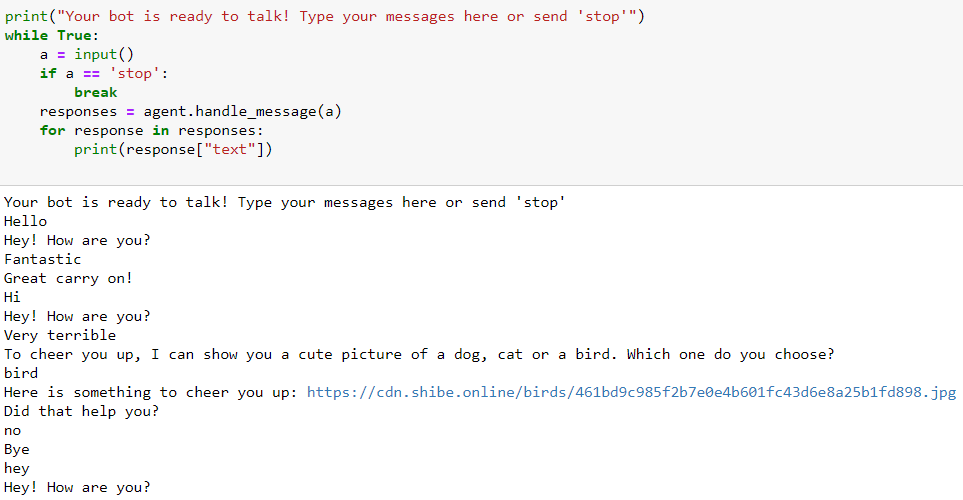 print("Your bot is ready to talk! Type your messages here or send 'stop'")
while True:
    a = input()
    if a == 'stop':
        break
    responses = agent.handle_message(a)
    for response in responses:
        print(response["text"])
Your bot is ready to talk! Type your messages here or send 'stop'
Hello
Hey! How are you?
Fantastic
Great carry on!
Hi
Hey! How are you?
Very terrible
To cheer you up, I can show you a cute picture of a dog, cat or a bird. Which one do you choose?
bird
Here is something to cheer you up: https://cdn.shibe.online/birds/461bd9c985f2b7e0e4b601fc43d6e8a25b1fd898.jpg
Did that help you?
no
Bye
hey
Hey! How are you?